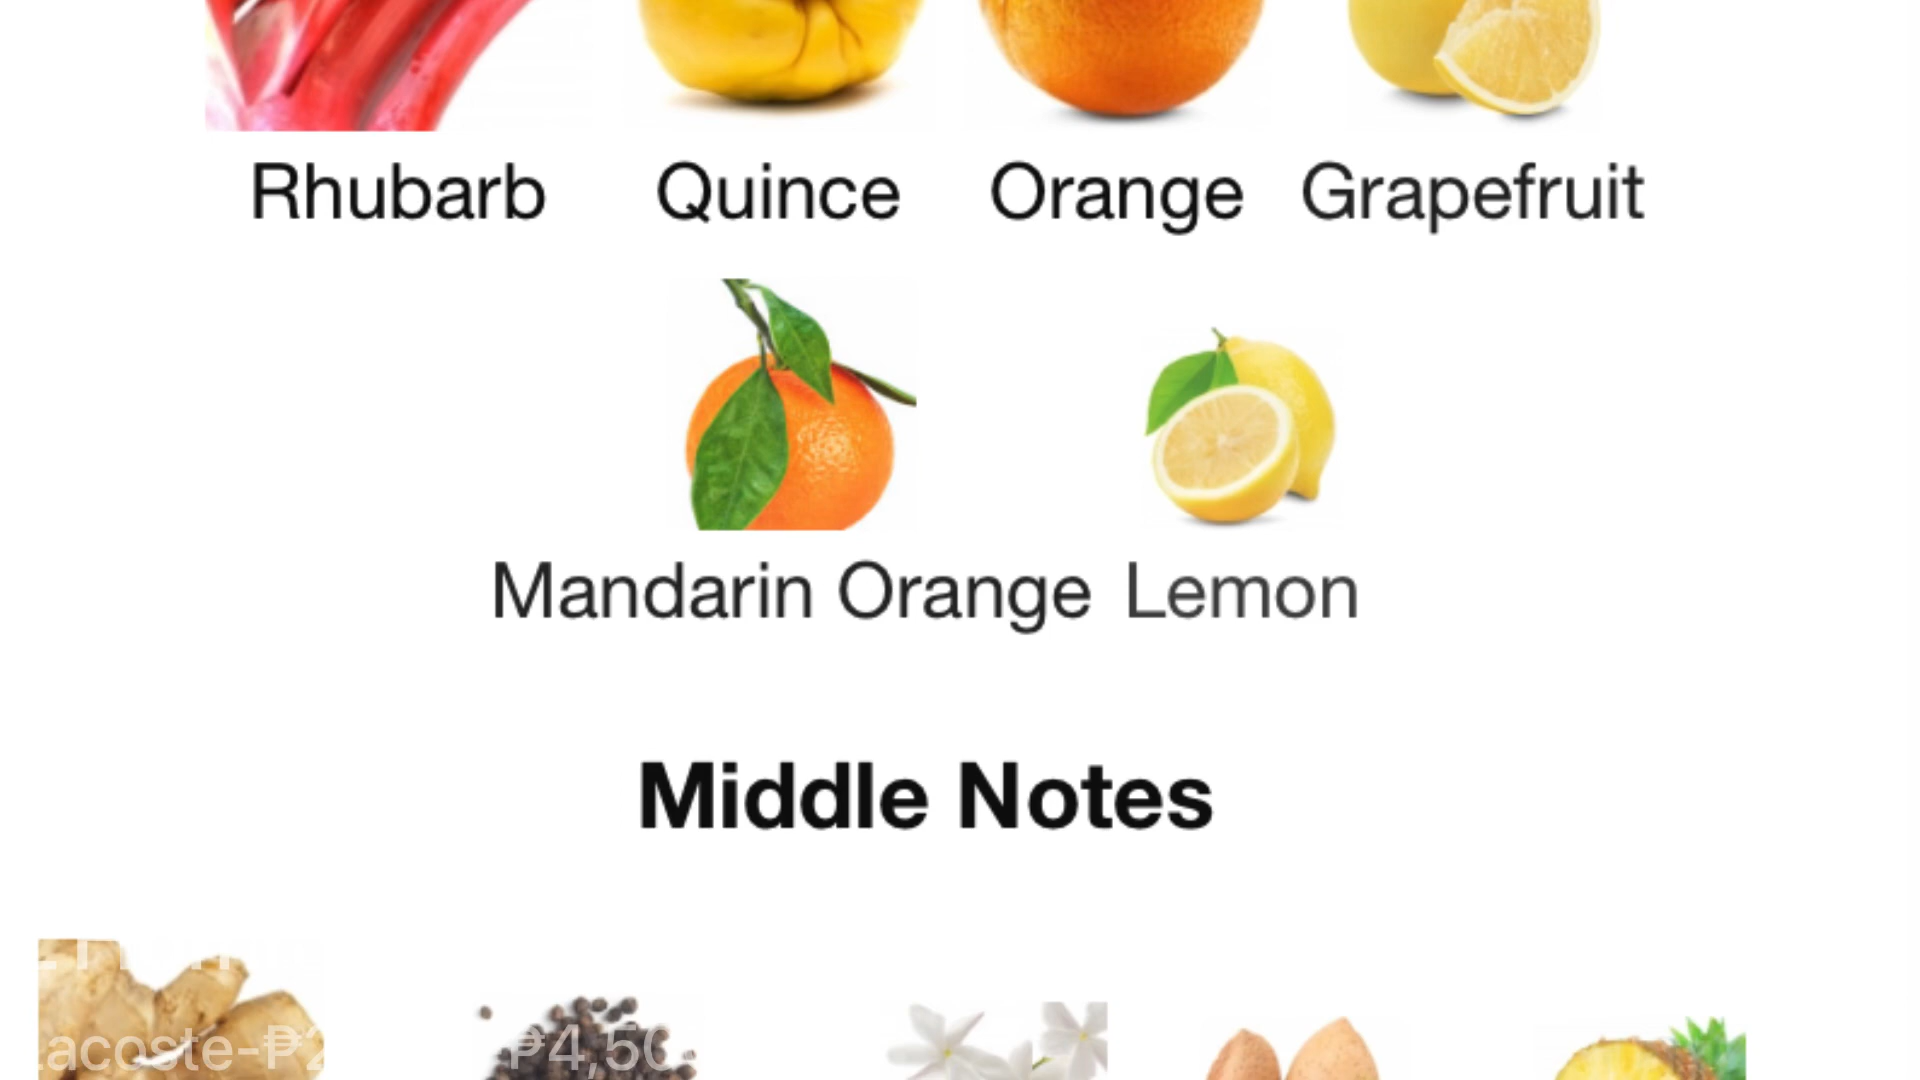 Rhubarb Quince Orange Grapefruit
Mandarin Orange Lemon
Middle Notes